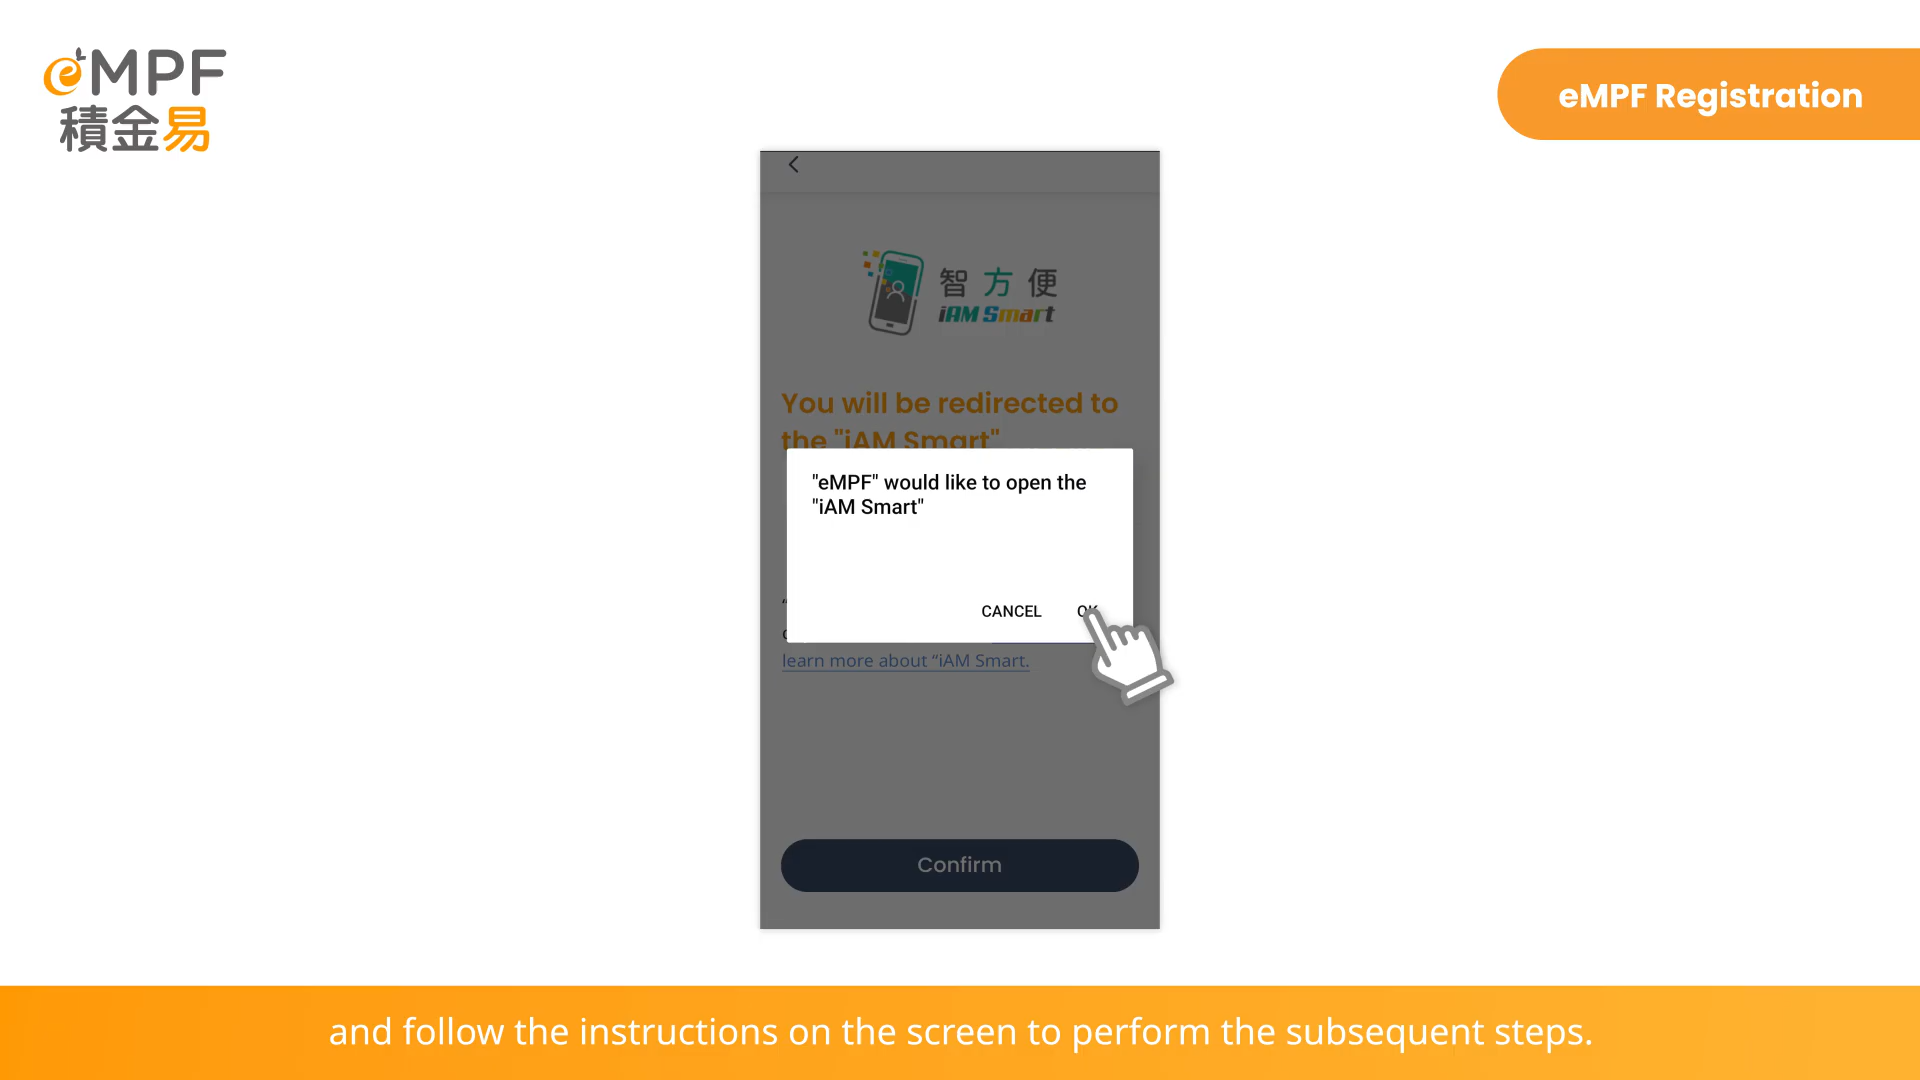 eMPF
積金易
eMPF Registration
智方便
iAM Smart
You will be redirected to
the "iAM Smart"
"eMPF" would like to open the
"iAM Smart"
CANCEL OK
learn more about “iAM Smart.
Confirm
and follow the instructions on the screen to perform the subsequent steps.